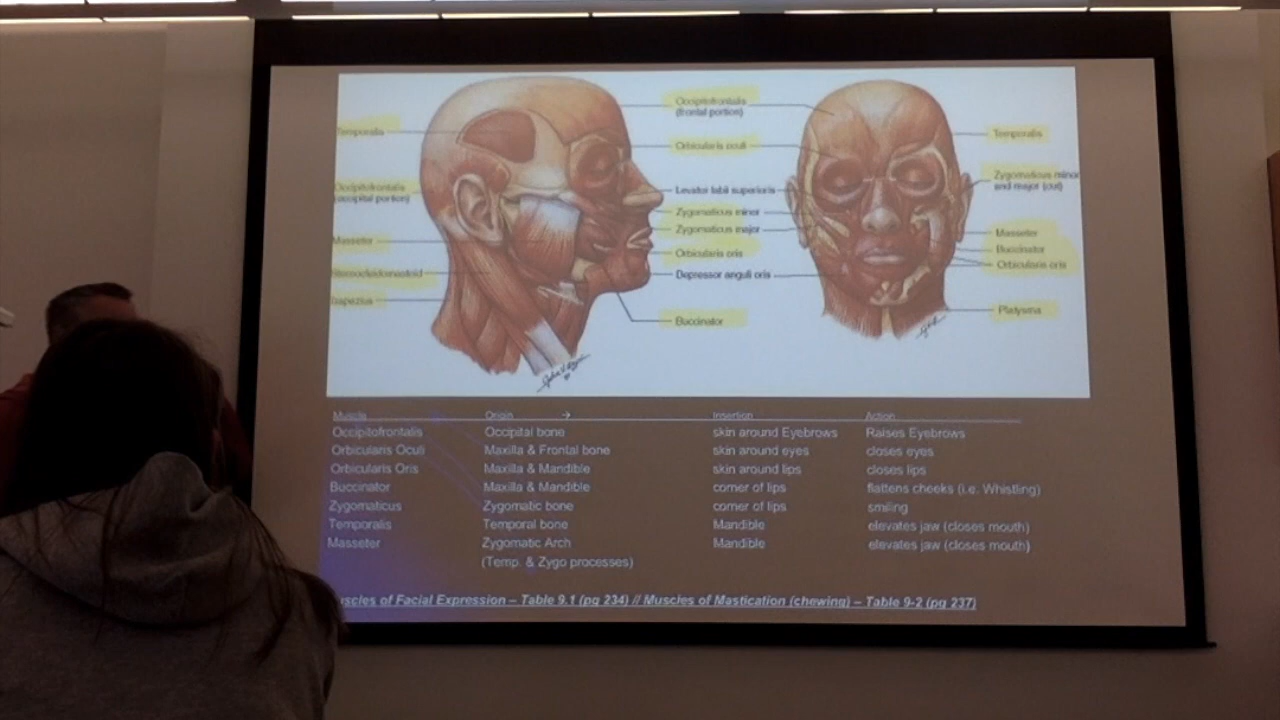 Temporalis
Occipitofrontalis
(occipital portion)
Masseter
Sternocleidomastoid
Trapezius
Occipitofrontalis
(frontal portion)
Orbicularis oculi
Levator labii superioris
Zygomaticus minor
Zygomaticus major
Orbicularis oris
Depressor anguli oris
Buccinator
Temporalis
Zygomaticus minor
and major (cut)
Masseter
Buccinator
Orbicularis oris
Platysma
Muscle Origin → Insertion Action
Occipitofrontalis Occipital bone skin around Eyebrows Raises Eyebrows
Orbicularis Oculi Maxilla & Frontal bone skin around eyes closes eyes
Orbicularis Oris Maxilla & Mandible skin around lips closes lips
Buccinator Maxilla & Mandible corner of lips flattens cheeks (i.e. Whistling)
Zygomaticus Zygomatic bone corner of lips smiling
Temporalis Temporal bone Mandible elevates jaw (closes mouth)
Masseter Zygomatic Arch Mandible elevates jaw (closes mouth)
(Temp. & Zygo processes)
scles of Facial Expression – Table 9.1 (pg 234) // Muscles of Mastication (chewing) – Table 9-2 (pg 237)